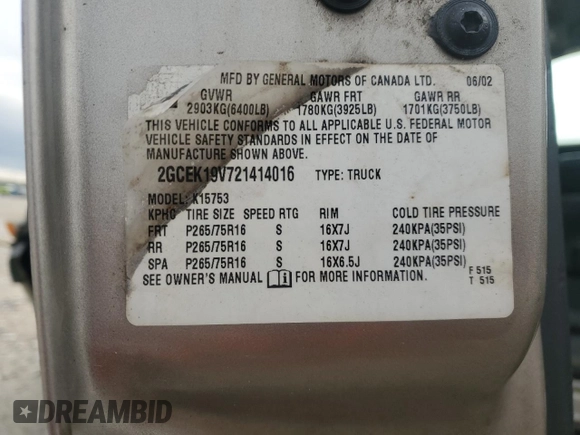 MFD BY GENERAL MOTORS OF CANADA LTD. 06/02
GVWR GAWR FRT GAWR RR
2903KG(6400LB) 1780KG(3925LB) 1701KG(3750LB)
THIS VEHICLE CONFORMS TO ALL APPLICABLE U.S. FEDERAL MOTOR
VEHICLE SAFETY STANDARDS IN EFFECT ON THE DATE OF
MANUFACTURE SHOWN ABOVE.
2GCEK19V721414016 TYPE: TRUCK
MODEL: K15753
KPHG TIRE SIZE SPEED RTG RIM COLD TIRE PRESSURE
FRT P265/75R16 S 16X7J 240KPA(35PSI)
RR P265/75R16 S 16X7J 240KPA(35PSI)
SPA P265/75R16 S 16X6.5J 240KPA(35PSI)
SEE OWNER'S MANUAL FOR MORE INFORMATION.
F 515
T 515
DREAMBID